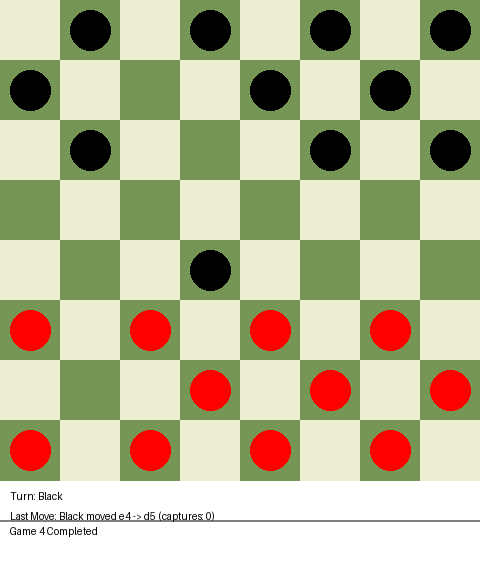 Turn: Black
Last Move: Black moved e4 -> d5 (captures: 0)
Game 4 Completed